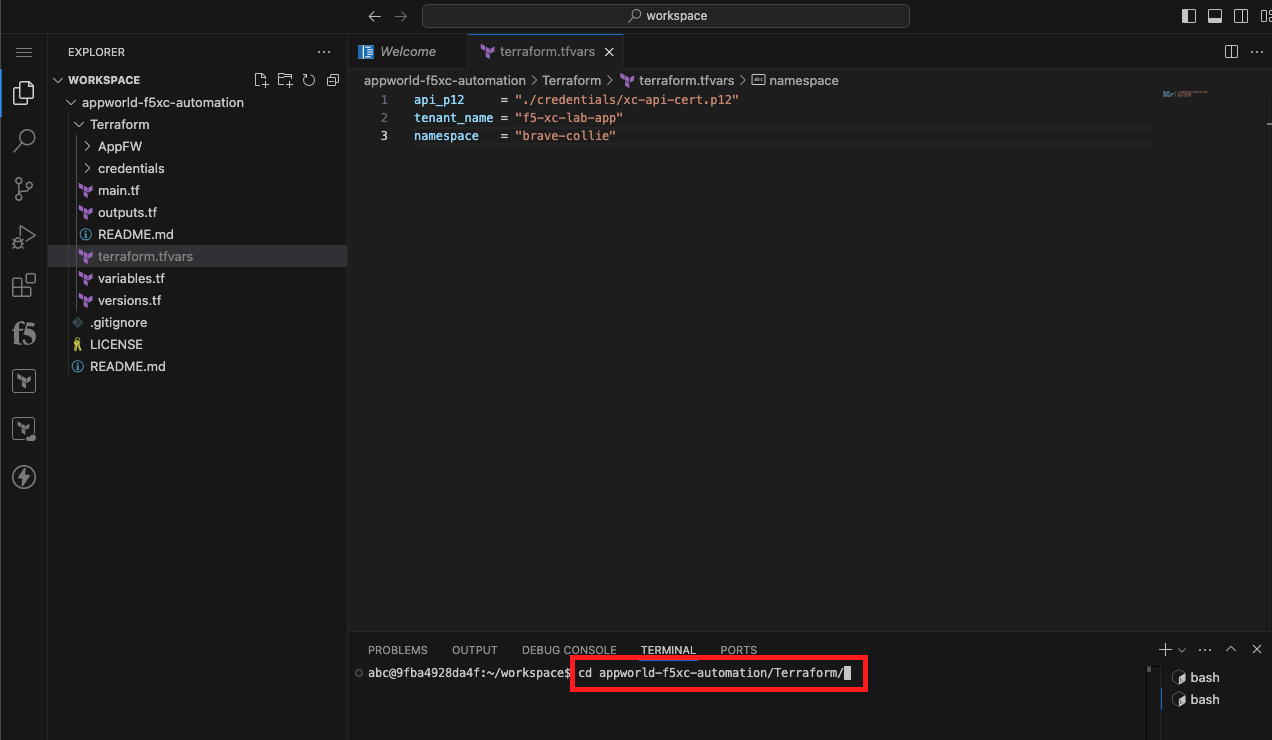 workspace
EXPLORER
WORKSPACE
appworld-f5xc-automation
Terraform
AppFW
credentials
main.tf
outputs.tf
README.md
terraform.tfvars
variables.tf
versions.tf
.gitignore
LICENSE
README.md
f5
Welcome
terraform.tfvars
appworld-f5xc-automation > Terraform > terraform.tfvars > abc namespace
1 api_p12 = "./credentials/xc-api-cert.p12"
2 tenant_name = "f5-xc-lab-app"
3 namespace = "brave-collie"
PROBLEMS OUTPUT DEBUG CONSOLE TERMINAL PORTS
abc@9fba4928da4f:~/workspace$ cd appworld-f5xc-automation/Terraform/
bash
bash